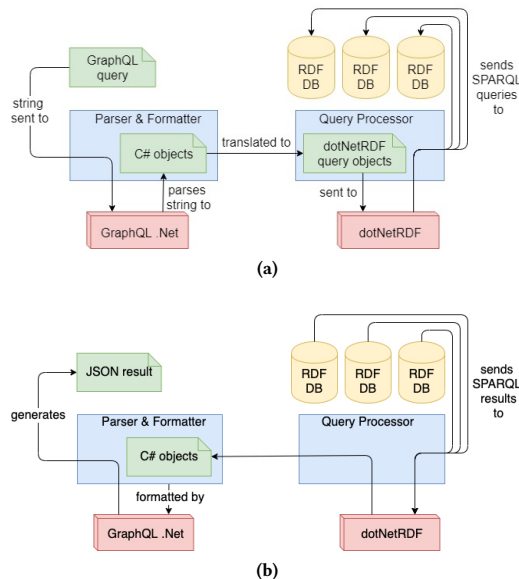 GraphQL
query
string
sent to
Parser & Formatter
C# objects
parses
string to
GraphQL .Net
translated to
RDF
DB
RDF
DB
RDF
DB
sends
SPARQL
queries
to
Query Processor
dotNetRDF
query objects
sent to
dotNetRDF
(a)
JSON result
generates
Parser & Formatter
C# objects
formatted by
GraphQL .Net
RDF
DB
RDF
DB
RDF
DB
sends
SPARQL
results
to
Query Processor
dotNetRDF
(b)